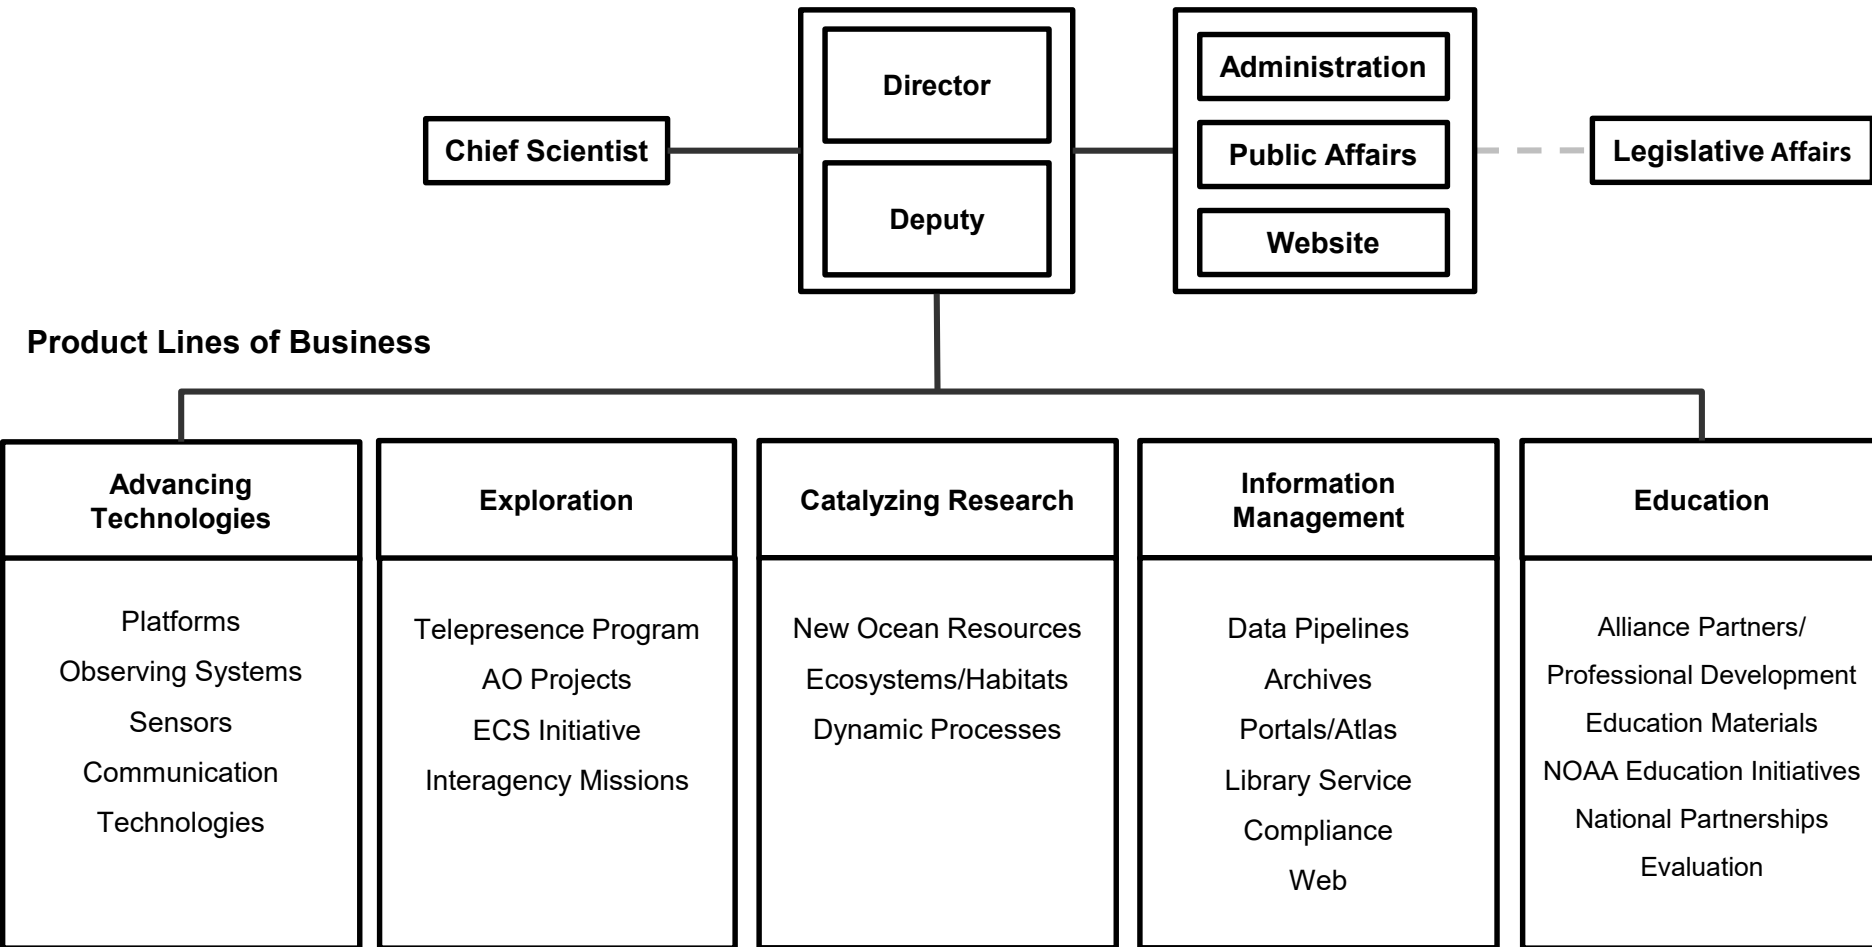 Director
Deputy
Chief Scientist
Administration
Public Affairs
Website
Legislative Affairs
Product Lines of Business
Advancing
Technologies
Platforms
Observing Systems
Sensors
Communication
Technologies
Exploration
Telepresence Program
AO Projects
ECS Initiative
Interagency Missions
Catalyzing Research
New Ocean Resources
Ecosystems/Habitats
Dynamic Processes
Information
Management
Data Pipelines
Archives
Portals/Atlas
Library Service
Compliance
Web
Education
Alliance Partners/
Professional Development
Education Materials
NOAA Education Initiatives
National Partnerships
Evaluation